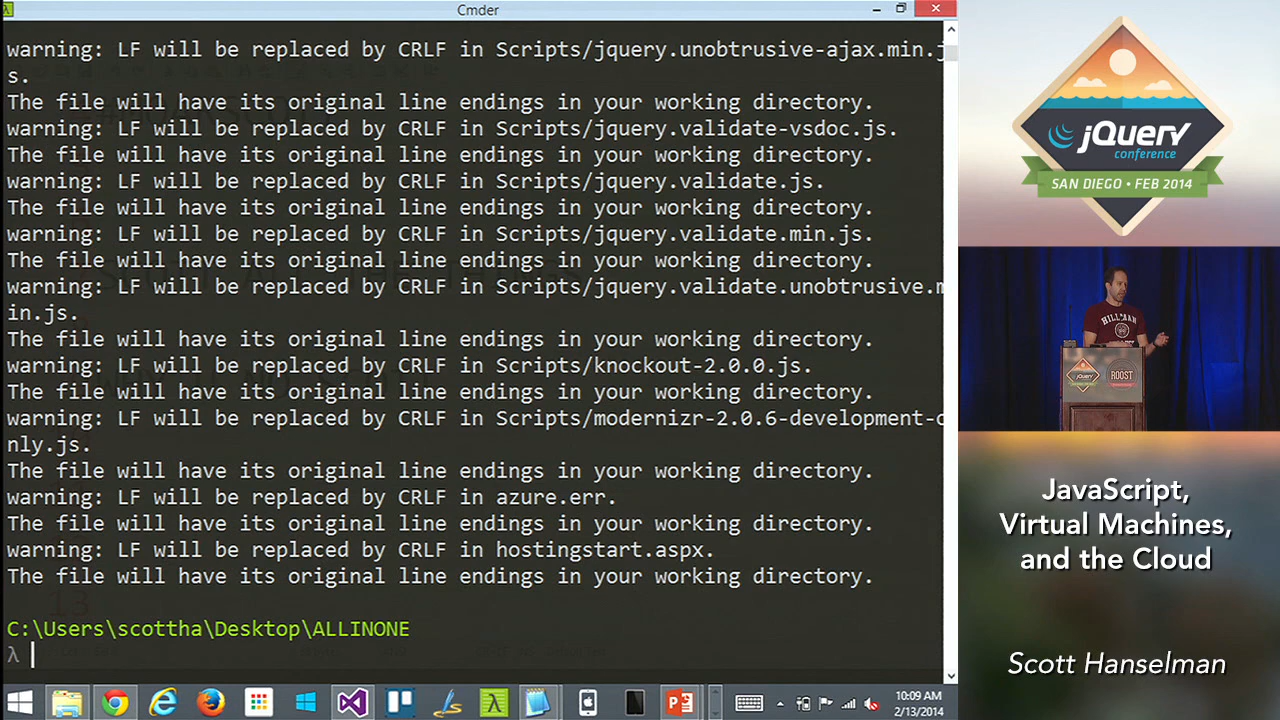 Cmder
warning: LF will be replaced by CRLF in Scripts/jquery.unobtrusive-ajax.min.j
s.
The file will have its original line endings in your working directory.
warning: LF will be replaced by CRLF in Scripts/jquery.validate-vsdoc.js.
The file will have its original line endings in your working directory.
warning: LF will be replaced by CRLF in Scripts/jquery.validate.js.
The file will have its original line endings in your working directory.
warning: LF will be replaced by CRLF in Scripts/jquery.validate.min.js.
The file will have its original line endings in your working directory.
warning: LF will be replaced by CRLF in Scripts/jquery.validate.unobtrusive.m
in.js.
The file will have its original line endings in your working directory.
warning: LF will be replaced by CRLF in Scripts/knockout-2.0.0.js.
The file will have its original line endings in your working directory.
warning: LF will be replaced by CRLF in Scripts/modernizr-2.0.6-development-o
nly.js.
The file will have its original line endings in your working directory.
warning: LF will be replaced by CRLF in azure.err.
The file will have its original line endings in your working directory.
warning: LF will be replaced by CRLF in hostingstart.aspx.
The file will have its original line endings in your working directory.
C:\Users\scottha\Desktop\ALLINONE
λ
10:09 AM
2/13/2014
jQuery
conference
SAN DIEGO • FEB 2014
HILLMAN
jQuery
ROOST
JavaScript,
Virtual Machines,
and the Cloud
Scott Hanselman